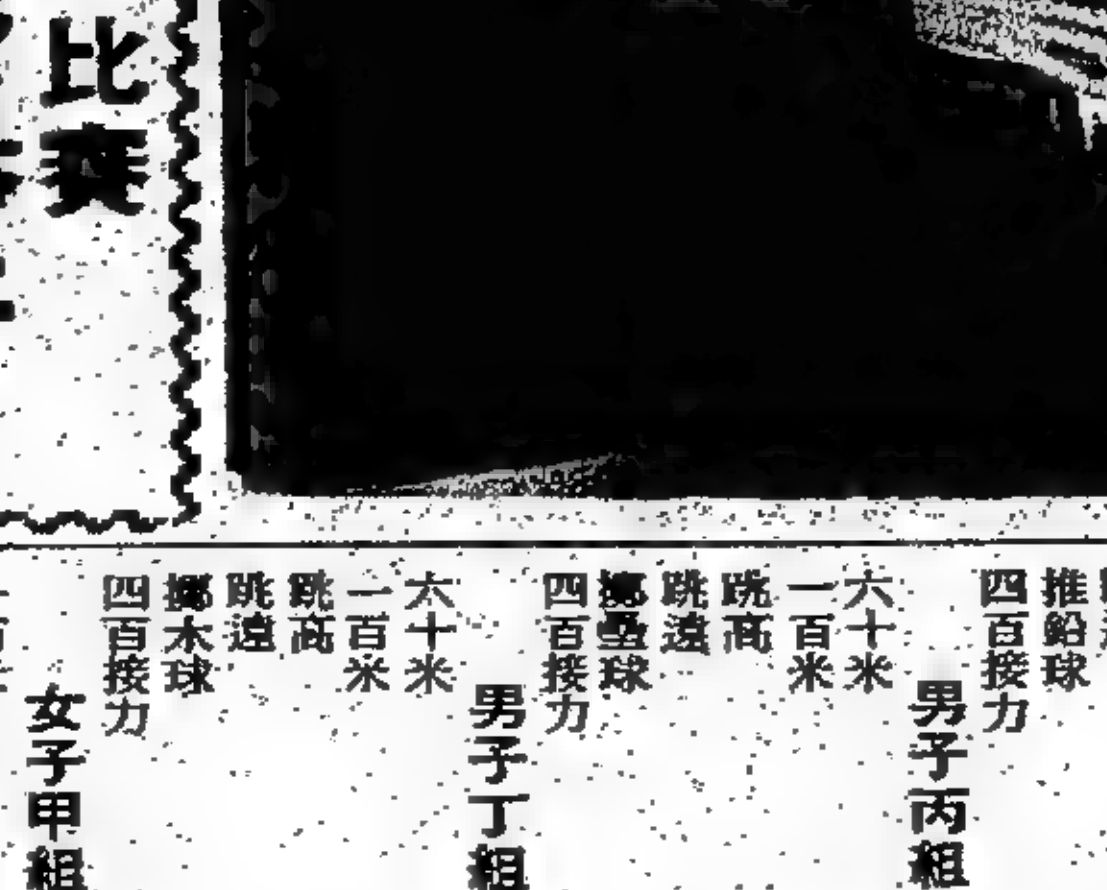 推鉛球
四百接力
男子丙組
六十米
一百米
跳高
跳遠
擲壘球
四百接力
男子丁組
六十米
一百米
跳高
跳遠
擲木球
四百接力
女子甲組
比賽